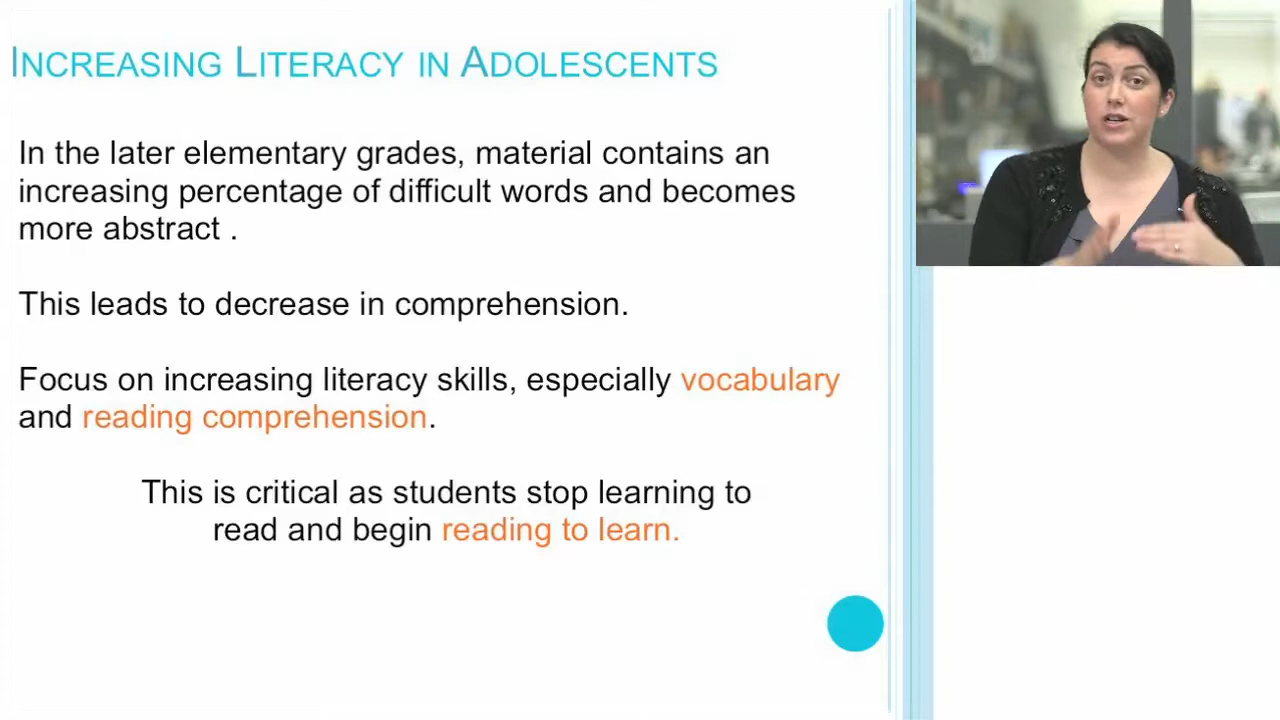 INCREASING LITERACY IN ADOLESCENTS
In the later elementary grades, material contains an
increasing percentage of difficult words and becomes
more abstract .
This leads to decrease in comprehension.
Focus on increasing literacy skills, especially vocabulary
and reading comprehension.
This is critical as students stop learning to
read and begin reading to learn.